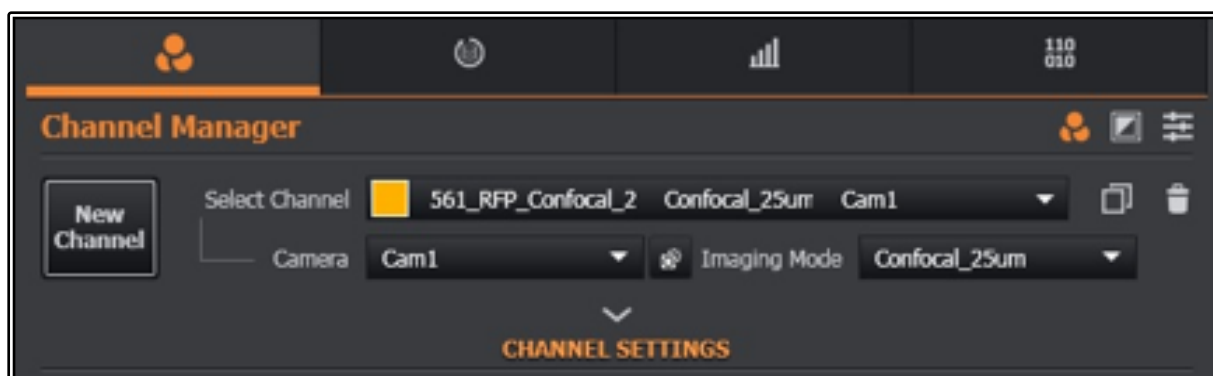 110
010
Channel Manager
New
Channel
Select Channel 561_RFP_Confocal_2 Confocal_25um Cam1
Camera Cam1 Imaging Mode Confocal_25um
CHANNEL SETTINGS